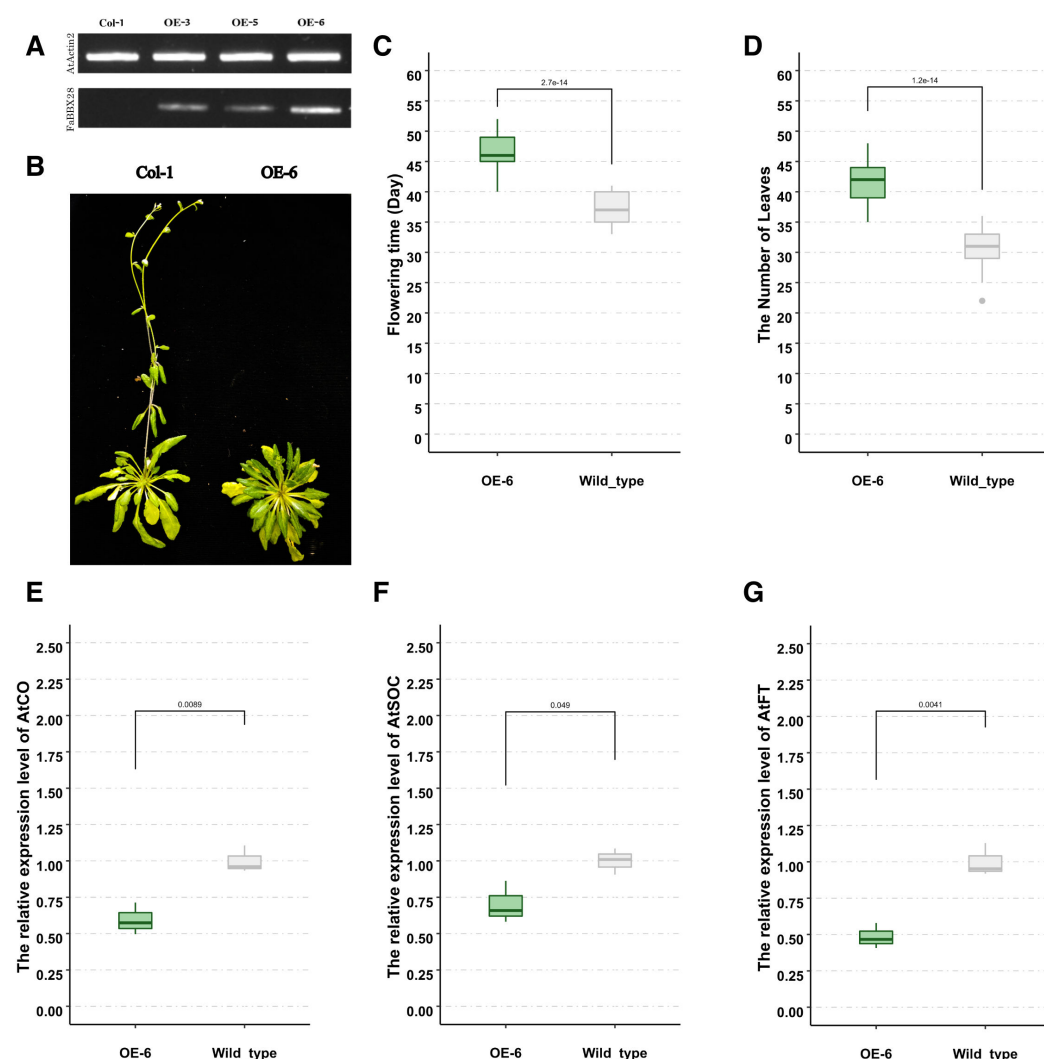 A
Col-1 OE-3 OE-5 OE-6
AtActin2
FaBBX28
B
Col-1 OE-6
C
Flowering time (Day)
60
55
50
45
40
35
30
25
20
15
10
5
0
2.7e-14
OE-6 Wild_type
D
The Number of Leaves
60
55
50
45
40
35
30
25
20
15
10
5
0
1.2e-14
OE-6 Wild_type
E
The relative expression level of AtCO
2.50
2.25
2.00
1.75
1.50
1.25
1.00
0.75
0.50
0.25
0.00
0.0089
OE-6 Wild_type
F
The relative expression level of AtSOC
2.50
2.25
2.00
1.75
1.50
1.25
1.00
0.75
0.50
0.25
0.00
0.049
OE-6 Wild_type
G
The relative expression level of AtFT
2.50
2.25
2.00
1.75
1.50
1.25
1.00
0.75
0.50
0.25
0.00
0.0041
OE-6 Wild_type